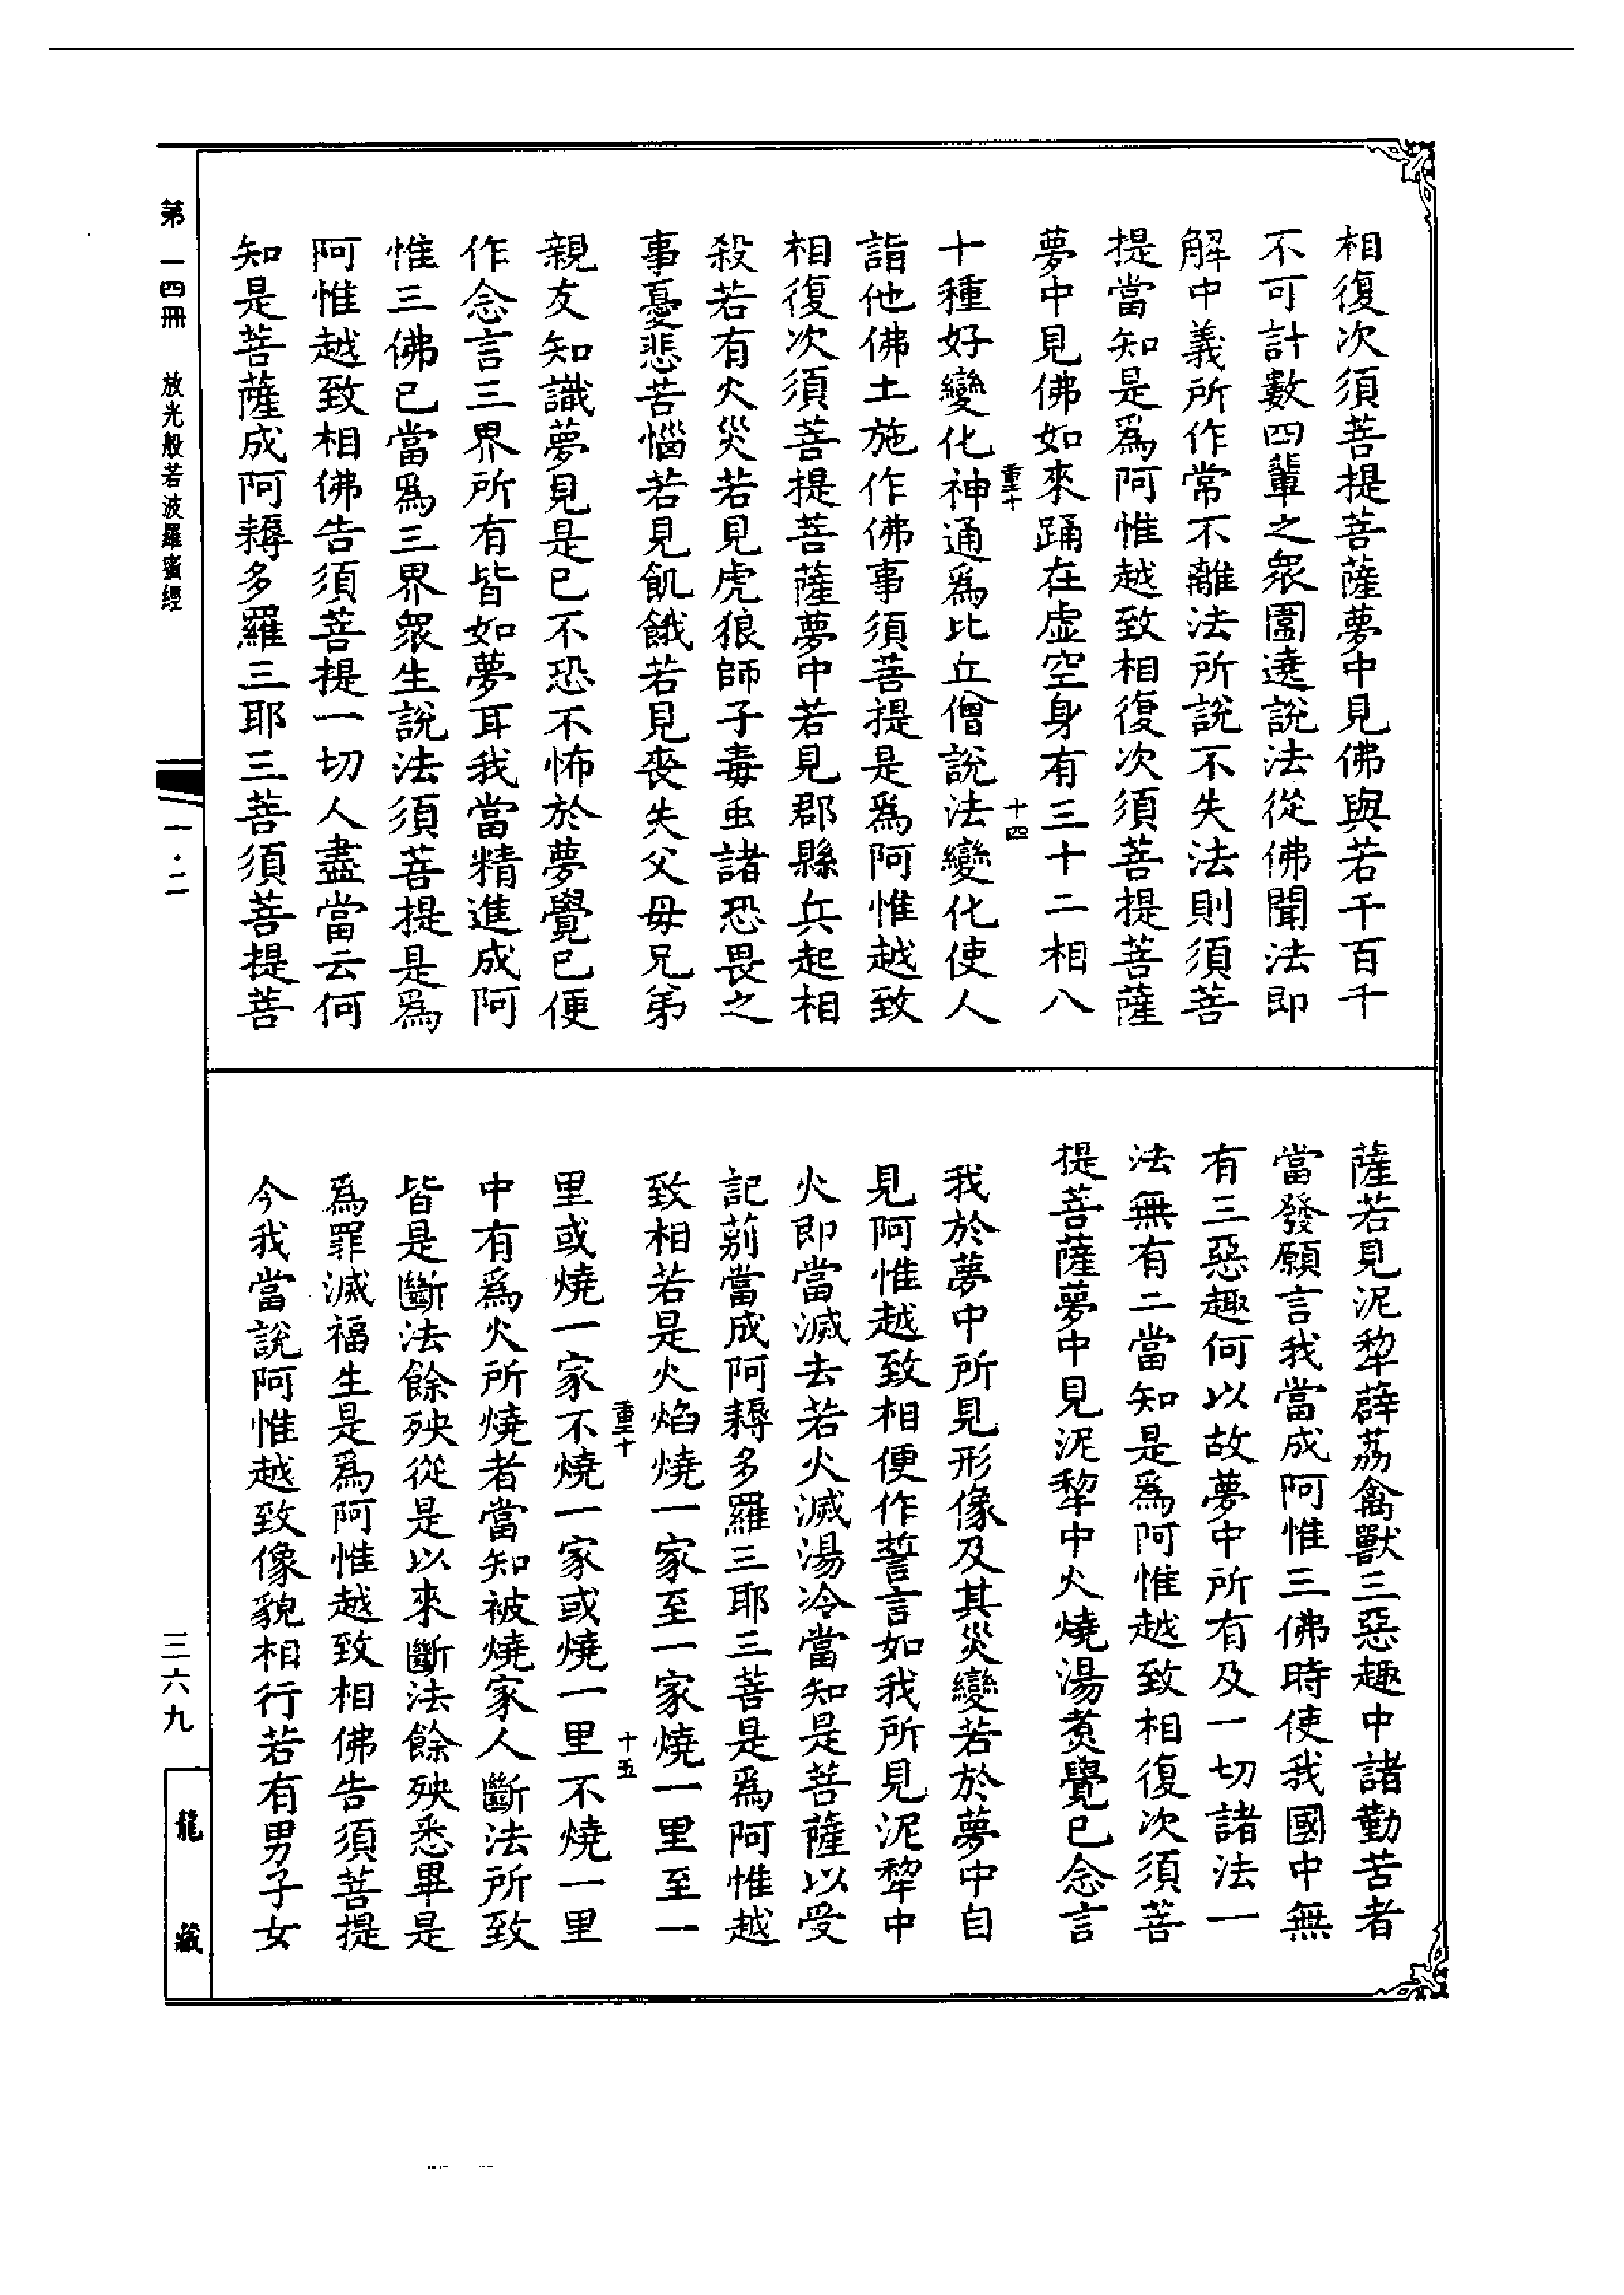 相復次須菩提菩薩夢中見佛與若干百千
不可計數四輩之衆圍遶說法從佛聞法即
解中義所作常不離法所說不失法則須菩
提當知是爲阿惟越致相復次須菩提菩薩
夢中見佛如來踊在虛空身有三十二相八
重十
十四
十種好變化神通爲比丘僧說法變化使人
詣他佛土施作佛事須菩提是爲阿惟越致
相復次須菩提菩薩夢中若見郡縣兵起相
殺若有火災若見虎狼師子毒虫諸恐畏之
事憂悲苦惱若見飢餓若見喪失父母兄弟
親友知識夢見是已不恐不怖於夢覺已便
作念言三界所有皆如夢耳我當精進成阿
惟三佛已當爲三界衆生說法須菩提是爲
阿惟越致相佛告須菩提一切人盡當云何
知是菩薩成阿耨多羅三耶三菩須菩提菩
薩若見泥犂薜荔禽獸三惡趣中諸勤苦者
當發願言我當成阿惟三佛時使我國中無
有三惡趣何以故夢中所有及一切諸法一
法無有二當知是爲阿惟越致相復次須菩
提菩薩夢中見泥犂中火燒湯煑覺已念言
我於夢中所見形像及其災變若於夢中自
見阿惟越致相便作誓言如我所見泥犂中
火即當滅去若火滅湯冷當知是菩薩以受
記莂當成阿耨多羅三耶三菩是爲阿惟越
致相若是火焰燒一家至一家燒一里至一
重十
十五
里或燒一家不燒一家或燒一里不燒一里
中有爲火所燒者當知被燒家人斷法所致
皆是斷法餘殃從是以來斷法餘殃悉畢是
爲罪滅福生是爲阿惟越致相佛告須菩提
今我當說阿惟越致像貌相行若有男子女
第一四冊 放光般若波羅蜜經
一·二
三六九
龍藏